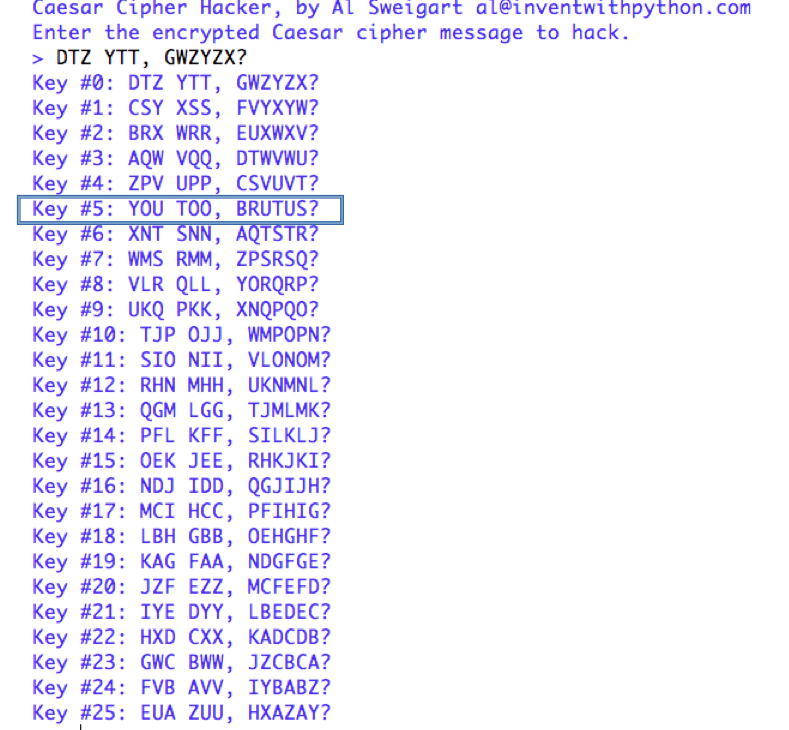 Caesar Cipher Hacker, by Al Sweigart al@inventwithpython.com
Enter the encrypted Caesar cipher message to hack.
> DTZ YTT, GWZYZX?
Key #0: DTZ YTT, GWZYZX?
Key #1: CSY XSS, FVYXYW?
Key #2: BRX WRR, EUXWXV?
Key #3: AQW VQQ, DTWVWU?
Key #4: ZPV UPP, CSVUVT?
Key #5: YOU TOO, BRUTUS?
Key #6: XNT SNN, AQTSTR?
Key #7: WMS RMM, ZPSRSQ?
Key #8: VLR QLL, YORQRP?
Key #9: UKQ PKK, XNQPQO?
Key #10: TJP OJJ, WMPOPN?
Key #11: SIO NII, VLONOM?
Key #12: RHN MHH, UKNMNL?
Key #13: QGM LGG, TJMLMK?
Key #14: PFL KFF, SILKLJ?
Key #15: OEK JEE, RHKJKI?
Key #16: NDJ IDD, QGJIJH?
Key #17: MCI HCC, PFIHIG?
Key #18: LBH GBB, OEHGHF?
Key #19: KAG FAA, NDGFGE?
Key #20: JZF EZZ, MCFEFD?
Key #21: IYE DYY, LBEDEC?
Key #22: HXD CXX, KADCDB?
Key #23: GWC BWW, JZCBCA?
Key #24: FVB AVV, IYBABZ?
Key #25: EUA ZUU, HXAZAY?